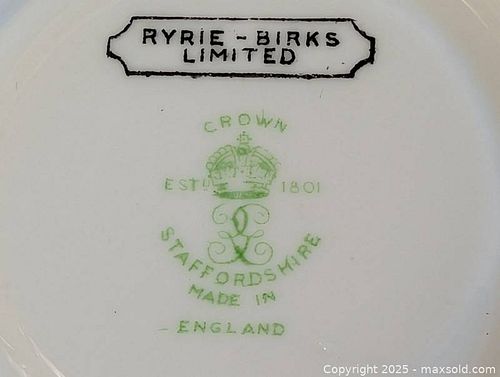 RYRIE - BIRKS
LIMITED
CROWN
ESTD 1801
STAFFORDSHIRE
MADE IN
ENGLAND
Copyright © 2025 - maxsold.com